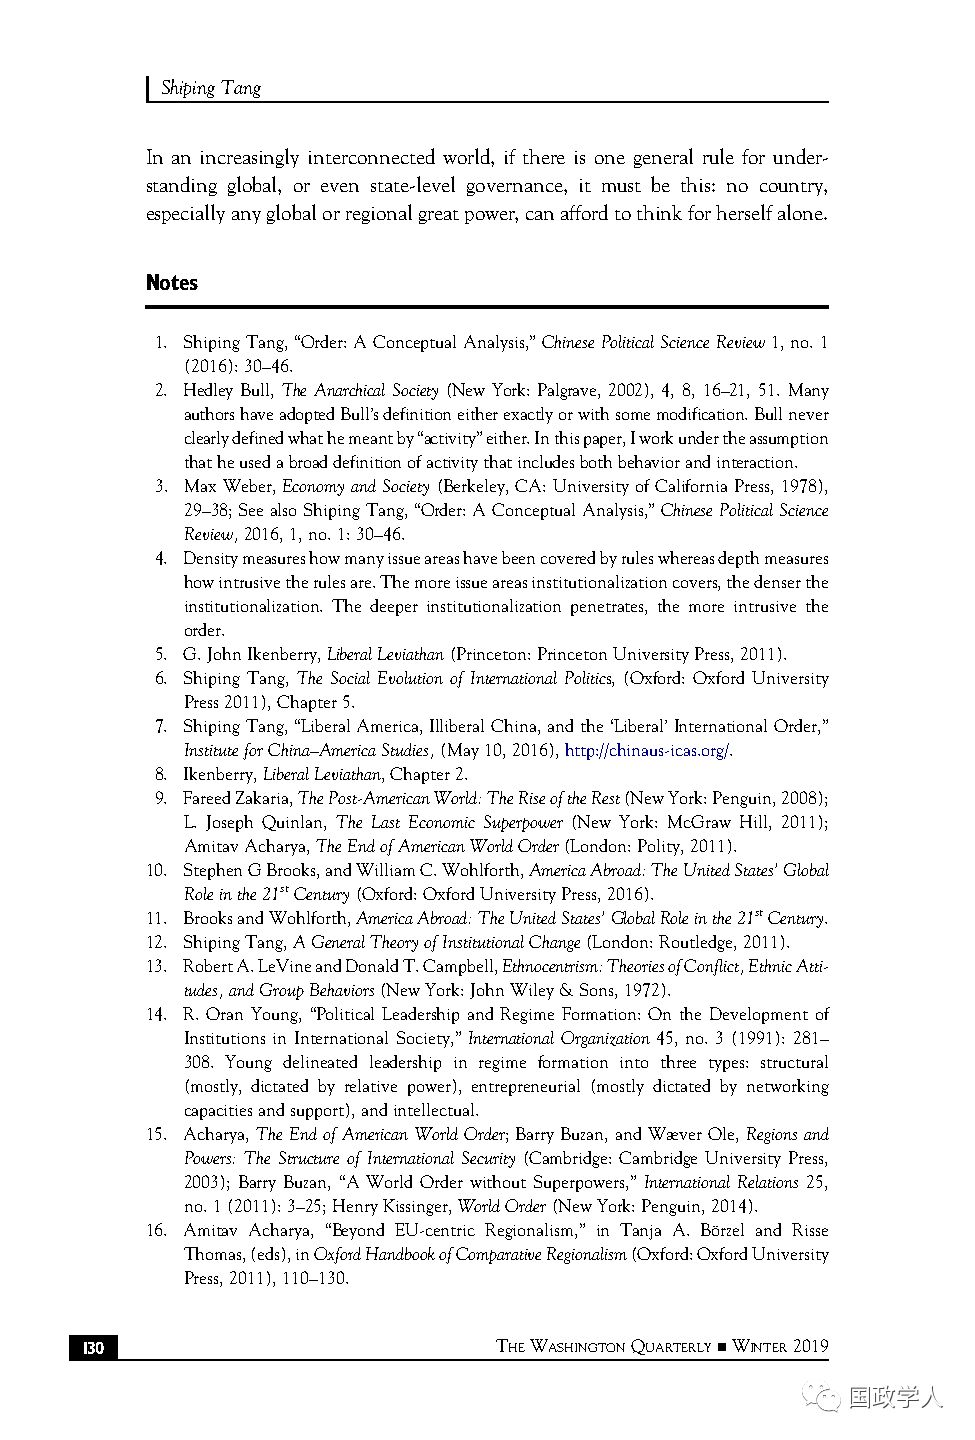 Shiping Tang
In an increasingly interconnected world, if there is one general rule for under-
standing global, or even state-level governance, it must be this: no country,
especially any global or regional great power, can afford to think for herself alone.
Notes
1. Shiping Tang, “Order: A Conceptual Analysis,” Chinese Political Science Review 1, no. 1
(2016): 30–46.
2. Hedley Bull, The Anarchical Society (New York: Palgrave, 2002), 4, 8, 16–21, 51. Many
authors have adopted Bull’s definition either exactly or with some modification. Bull never
clearly defined what he meant by “activity” either. In this paper, I work under the assumption
that he used a broad definition of activity that includes both behavior and interaction.
3. Max Weber, Economy and Society (Berkeley, CA: University of California Press, 1978),
29–38; See also Shiping Tang, “Order: A Conceptual Analysis,” Chinese Political Science
Review, 2016, 1, no. 1: 30–46.
4. Density measures how many issue areas have been covered by rules whereas depth measures
how intrusive the rules are. The more issue areas institutionalization covers, the denser the
institutionalization. The deeper institutionalization penetrates, the more intrusive the
order.
5. G. John Ikenberry, Liberal Leviathan (Princeton: Princeton University Press, 2011).
6. Shiping Tang, The Social Evolution of International Politics, (Oxford: Oxford University
Press 2011), Chapter 5.
7. Shiping Tang, “Liberal America, Illiberal China, and the ‘Liberal’ International Order,”
Institute for China–America Studies, (May 10, 2016), http://chinaus-icas.org/.
8. Ikenberry, Liberal Leviathan, Chapter 2.
9. Fareed Zakaria, The Post-American World: The Rise of the Rest (New York: Penguin, 2008);
L. Joseph Quinlan, The Last Economic Superpower (New York: McGraw Hill, 2011);
Amitav Acharya, The End of American World Order (London: Polity, 2011).
10. Stephen G Brooks, and William C. Wohlforth, America Abroad: The United States’ Global
Role in the 21st Century (Oxford: Oxford University Press, 2016).
11. Brooks and Wohlforth, America Abroad: The United States’ Global Role in the 21st Century.
12. Shiping Tang, A General Theory of Institutional Change (London: Routledge, 2011).
13. Robert A. LeVine and Donald T. Campbell, Ethnocentrism: Theories of Conflict, Ethnic Atti-
tudes, and Group Behaviors (New York: John Wiley & Sons, 1972).
14. R. Oran Young, “Political Leadership and Regime Formation: On the Development of
Institutions in International Society,” International Organization 45, no. 3 (1991): 281–
308. Young delineated leadership in regime formation into three types: structural
(mostly, dictated by relative power), entrepreneurial (mostly dictated by networking
capacities and support), and intellectual.
15. Acharya, The End of American World Order; Barry Buzan, and Wæver Ole, Regions and
Powers: The Structure of International Security (Cambridge: Cambridge University Press,
2003); Barry Buzan, “A World Order without Superpowers,” International Relations 25,
no. 1 (2011): 3–25; Henry Kissinger, World Order (New York: Penguin, 2014).
16. Amitav Acharya, “Beyond EU-centric Regionalism,” in Tanja A. Börzel and Risse
Thomas, (eds), in Oxford Handbook of Comparative Regionalism (Oxford: Oxford University
Press, 2011), 110–130.
130 THE WASHINGTON QUARTERLY ■ WINTER 2019
国政学人